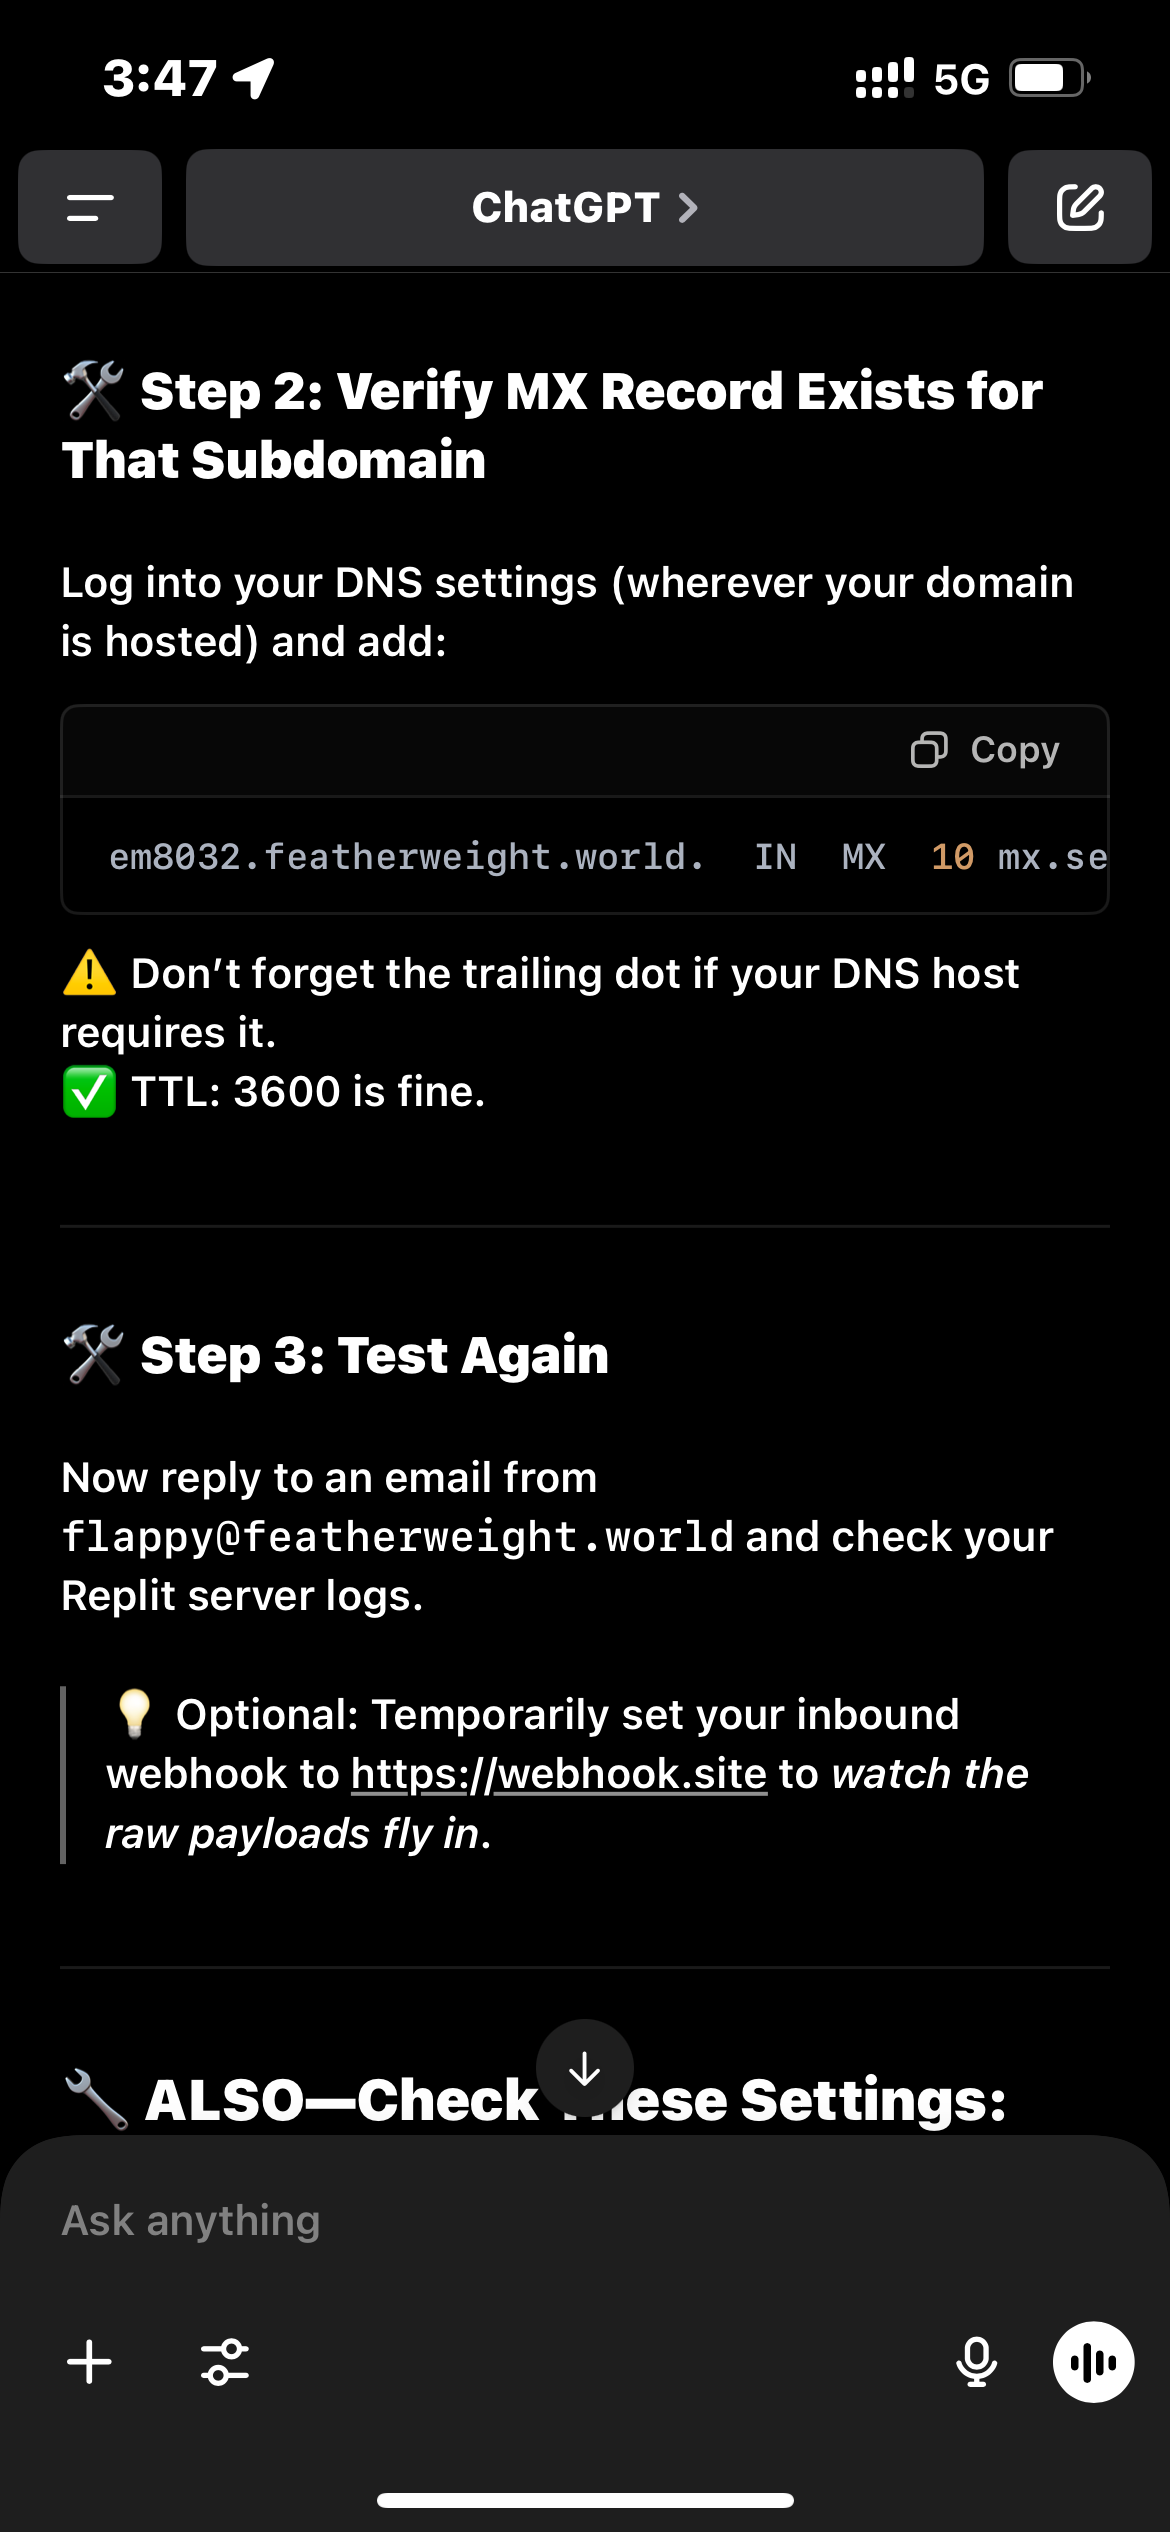 3:47
5G
ChatGPT >
🛠️ Step 2: Verify MX Record Exists for
That Subdomain
Log into your DNS settings (wherever your domain
is hosted) and add:
Copy
em8032.featherweight.world. IN MX 10 mx.se
⚠️ Don’t forget the trailing dot if your DNS host
requires it.
✅ TTL: 3600 is fine.
🛠️ Step 3: Test Again
Now reply to an email from
flappy@featherweight.world and check your
Replit server logs.
💡 Optional: Temporarily set your inbound
webhook to https://webhook.site to watch the
raw payloads fly in.
🔧 ALSO—Check These Settings:
Ask anything